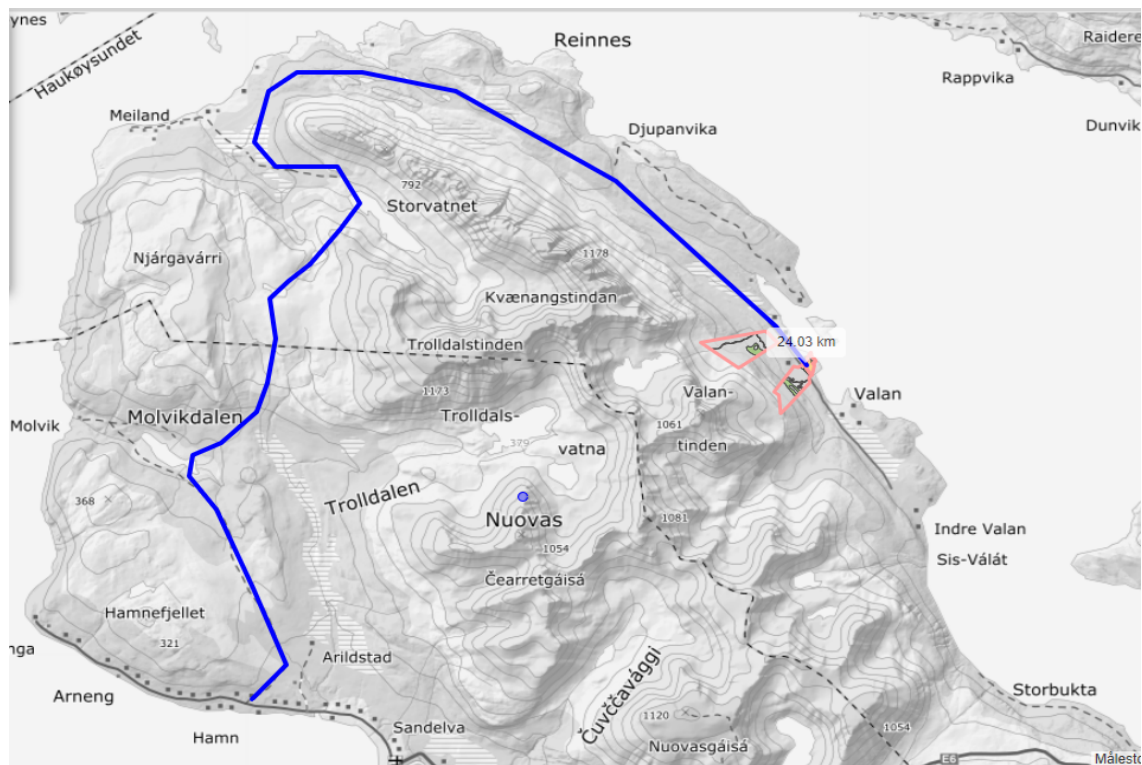 ynes
Reinnes
Haukøysundet
Raidere
Rappvika
Meiland
Dunvik
Djupanvika
792
Storvatnet
1178
Njárgavárri
Kvænangstindan
Trolldalstinden
24.03 km
1173
Valan-
tinden
Valan
Molvikdalen
Trolldals-
vatna
329
Molvik
1061
Trolldalen
368
Nuovas
1081
Indre Valan
Sis-Válát
1054
Čearretgáisá
Hamnefjellet
321
nga
Arildstad
Čuvččavággi
Arneng
Storbukta
Sandelva
1120
1054
Hamn
Nuovasgáisá
E6
Målesto